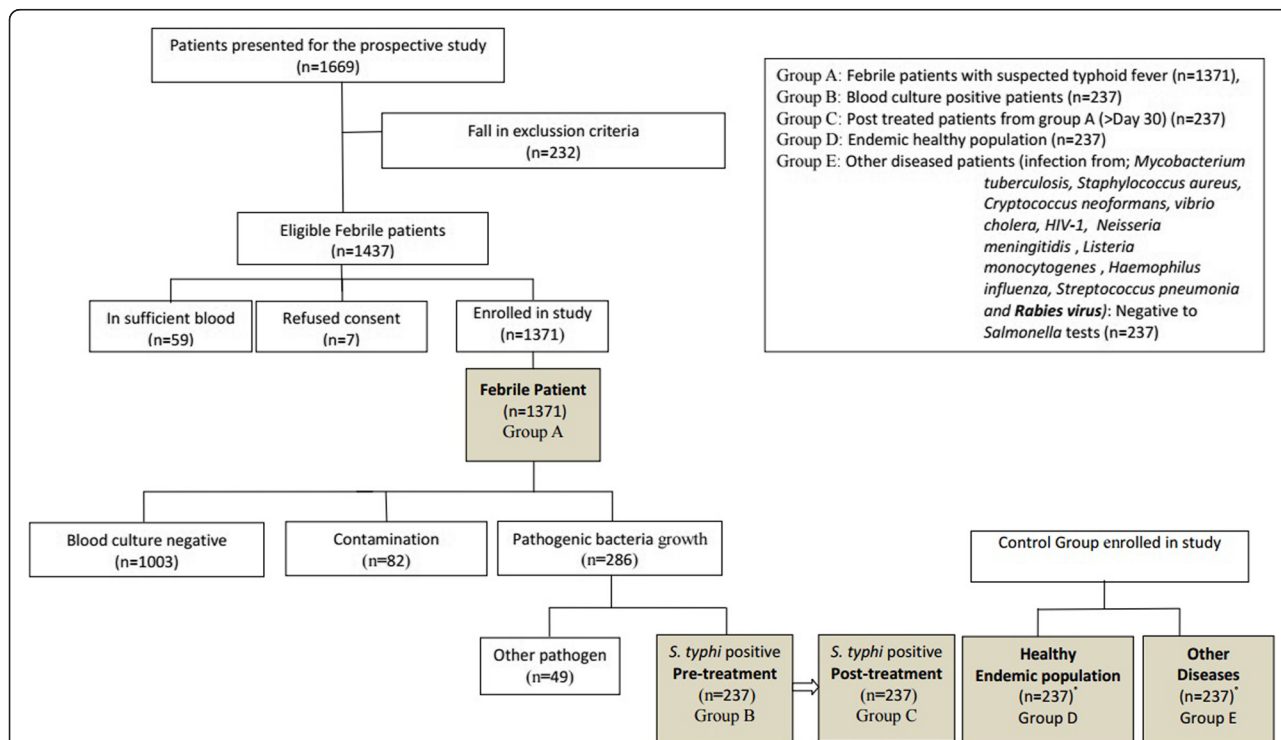 Patients presented for the prospective study
(n=1669)
Fall in exclussion criteria
(n=232)
Eligible Febrile patients
(n=1437)
In sufficient blood
(n=59)
Refused consent
(n=7)
Enrolled in study
(n=1371)
Group A: Febrile patients with suspected typhoid fever (n=1371),
Group B: Blood culture positive patients (n=237)
Group C: Post treated patients from group A (>Day 30) (n=237)
Group D: Endemic healthy population (n=237)
Group E: Other diseased patients (infection from; Mycobacterium
tuberculosis, Staphylococcus aureus,
Cryptococcus neoformans, vibrio
cholera, HIV-1, Neisseria
meningitidis , Listeria
monocytogenes , Haemophilus
influenza, Streptococcus pneumonia
and Rabies virus): Negative to
Salmonella tests (n=237)
Febrile Patient
(n=1371)
Group A
Blood culture negative
(n=1003)
Contamination
(n=82)
Pathogenic bacteria growth
(n=286)
Control Group enrolled in study
Other pathogen
(n=49)
S. typhi positive
Pre-treatment
(n=237)
Group B
S. typhi positive
Post-treatment
(n=237)
Group C
Healthy
Endemic population
(n=237)*
Group D
Other
Diseases
(n=237)*
Group E